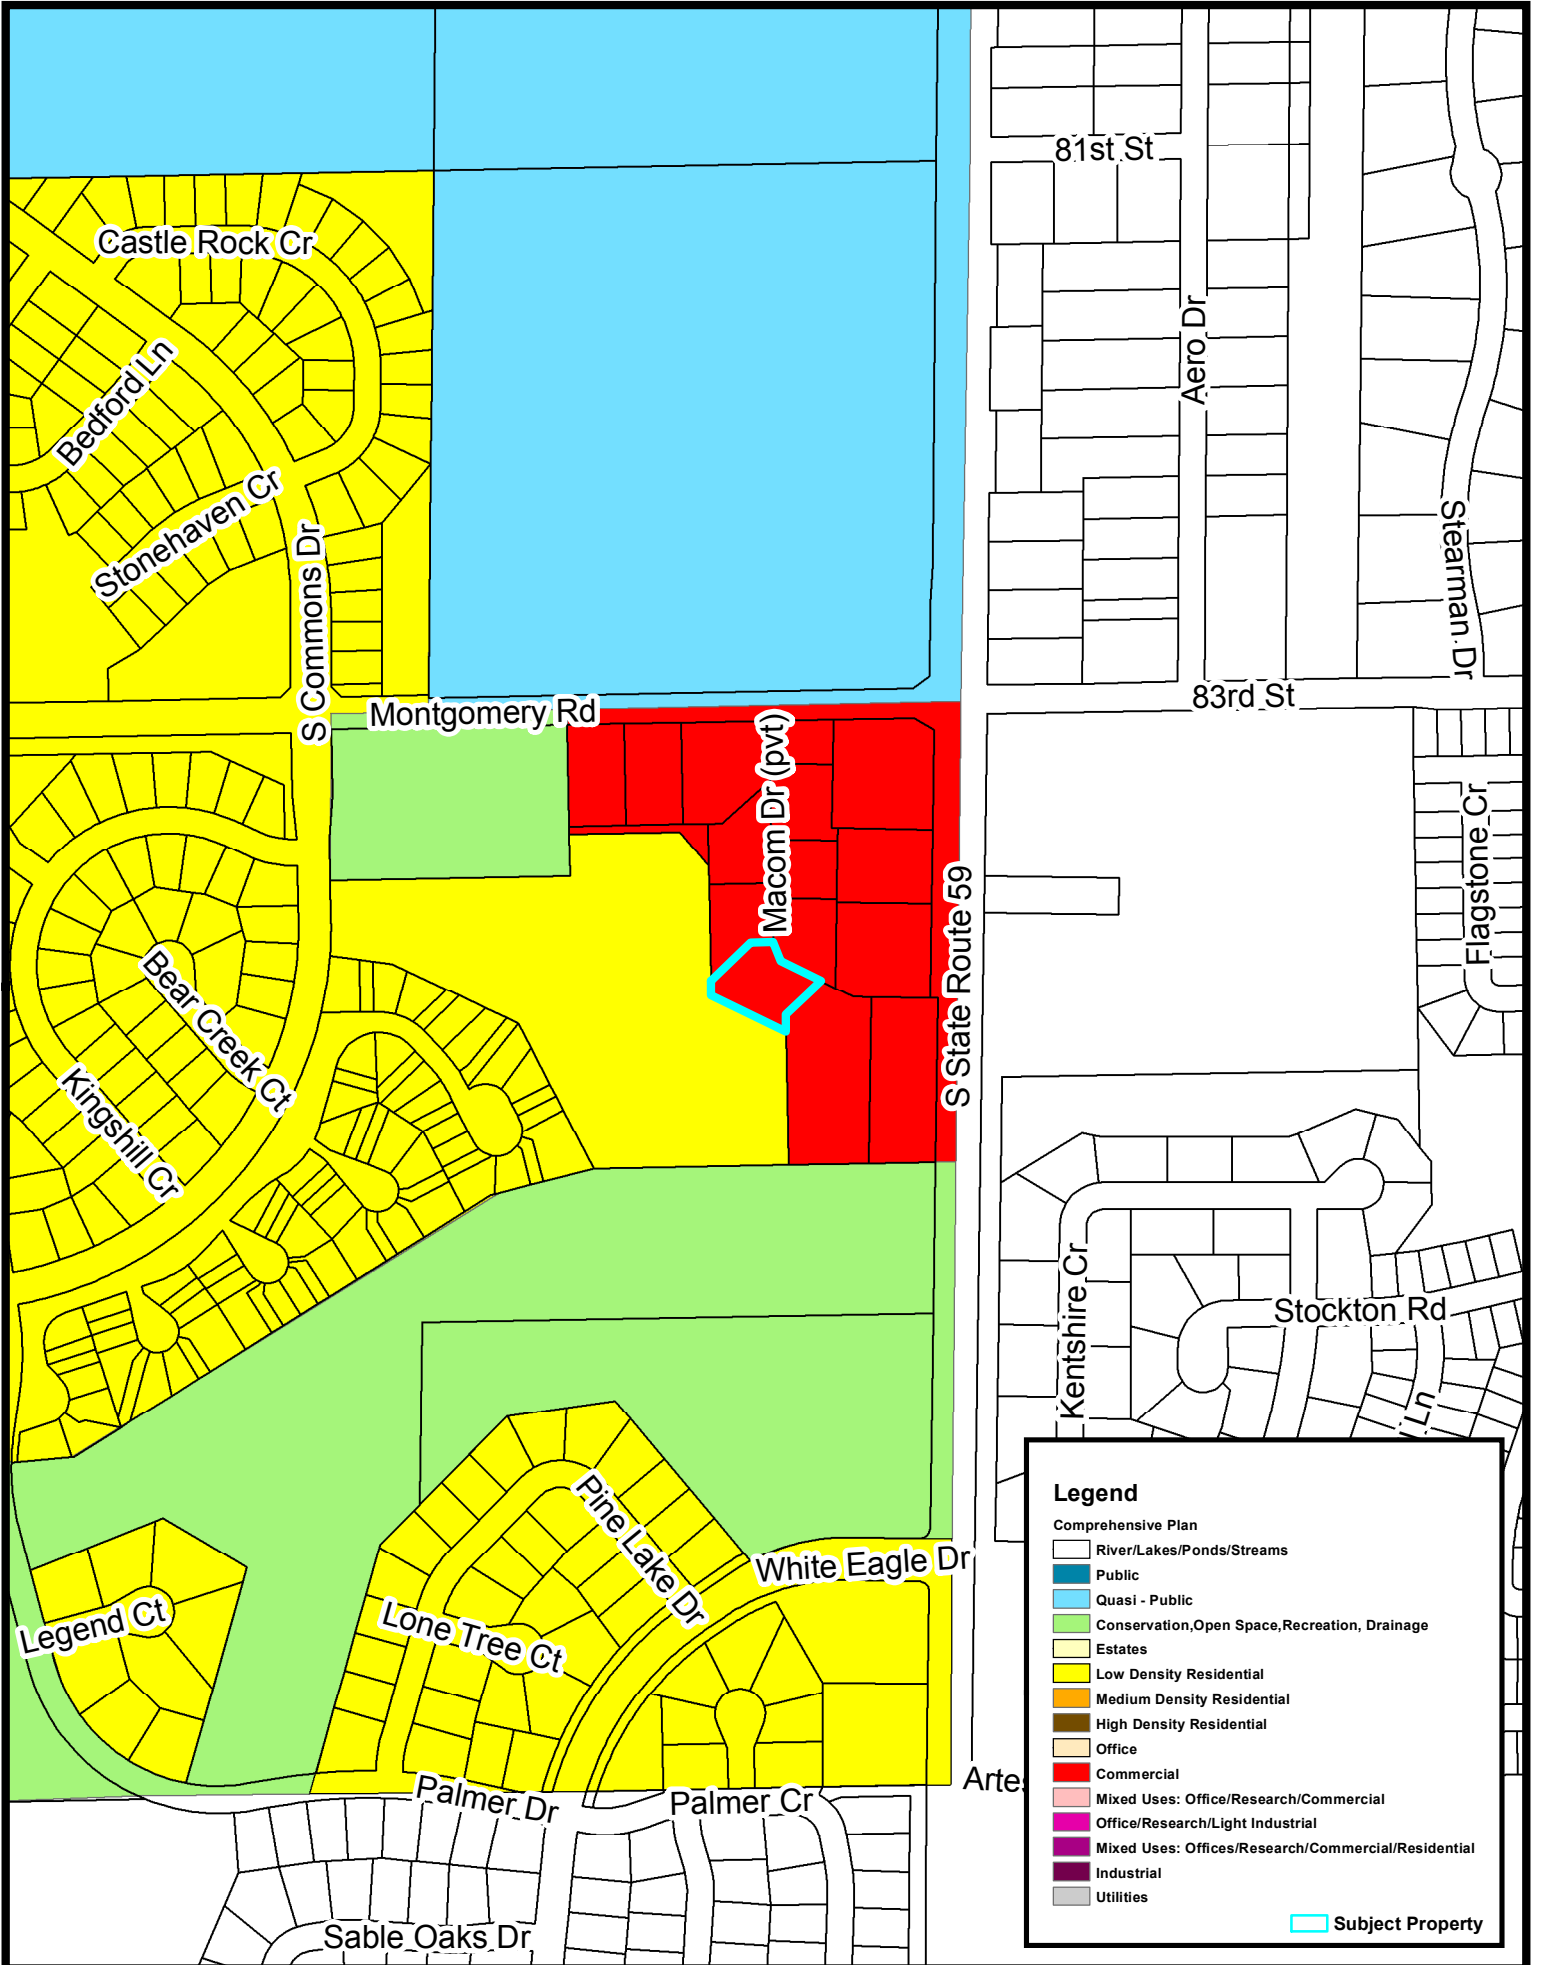 81st St
Castle Rock Cr
Aero Dr
Bedford Ln
Stonehaven Cr
S Commons Dr
Stearman Dr
83rd St
Montgomery Rd
Macom Dr (pvt)
Flagstone Cr
S State Route 59
Bear Creek Ct
Kingshill Cr
Kentshire Cr
Stockton Rd
Ln
Pine Lake Dr
White Eagle Dr
Legend Ct
Lone Tree Ct
Palmer Dr
Palmer Cr
Artes
Sable Oaks Dr
Legend
Comprehensive Plan
River/Lakes/Ponds/Streams
Public
Quasi - Public
Conservation,Open Space,Recreation, Drainage
Estates
Low Density Residential
Medium Density Residential
High Density Residential
Office
Commercial
Mixed Uses: Office/Research/Commercial
Office/Research/Light Industrial
Mixed Uses: Offices/Research/Commercial/Residential
Industrial
Utilities
Subject Property